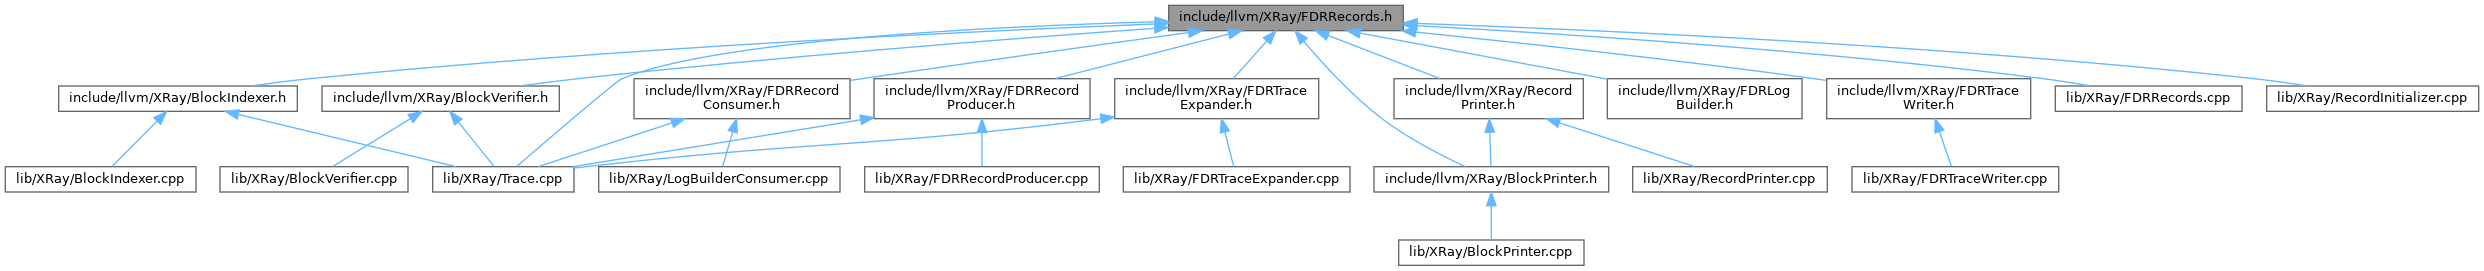 include/llvm/XRay/FDRRecords.h
include/llvm/XRay/BlockIndexer.h
include/llvm/XRay/BlockVerifier.h
include/llvm/XRay/FDRRecord
Consumer.h
include/llvm/XRay/FDRRecord
Producer.h
include/llvm/XRay/FDRTrace
Expander.h
include/llvm/XRay/Record
Printer.h
include/llvm/XRay/FDRLog
Builder.h
include/llvm/XRay/FDRTrace
Writer.h
lib/XRay/FDRRecords.cpp
lib/XRay/RecordInitializer.cpp
lib/XRay/BlockIndexer.cpp
lib/XRay/BlockVerifier.cpp
lib/XRay/Trace.cpp
lib/XRay/LogBuilderConsumer.cpp
lib/XRay/FDRRecordProducer.cpp
lib/XRay/FDRTraceExpander.cpp
include/llvm/XRay/BlockPrinter.h
lib/XRay/RecordPrinter.cpp
lib/XRay/FDRTraceWriter.cpp
lib/XRay/BlockPrinter.cpp